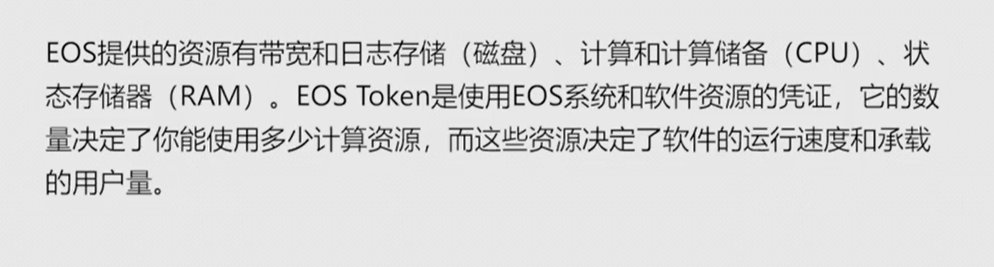 EOS提供的资源有带宽和日志存储（磁盘）、计算和计算储备（CPU）、状
态存储器（RAM）。EOS Token是使用EOS系统和软件资源的凭证，它的数
量决定了你能使用多少计算资源，而这些资源决定了软件的运行速度和承载
的用户量。